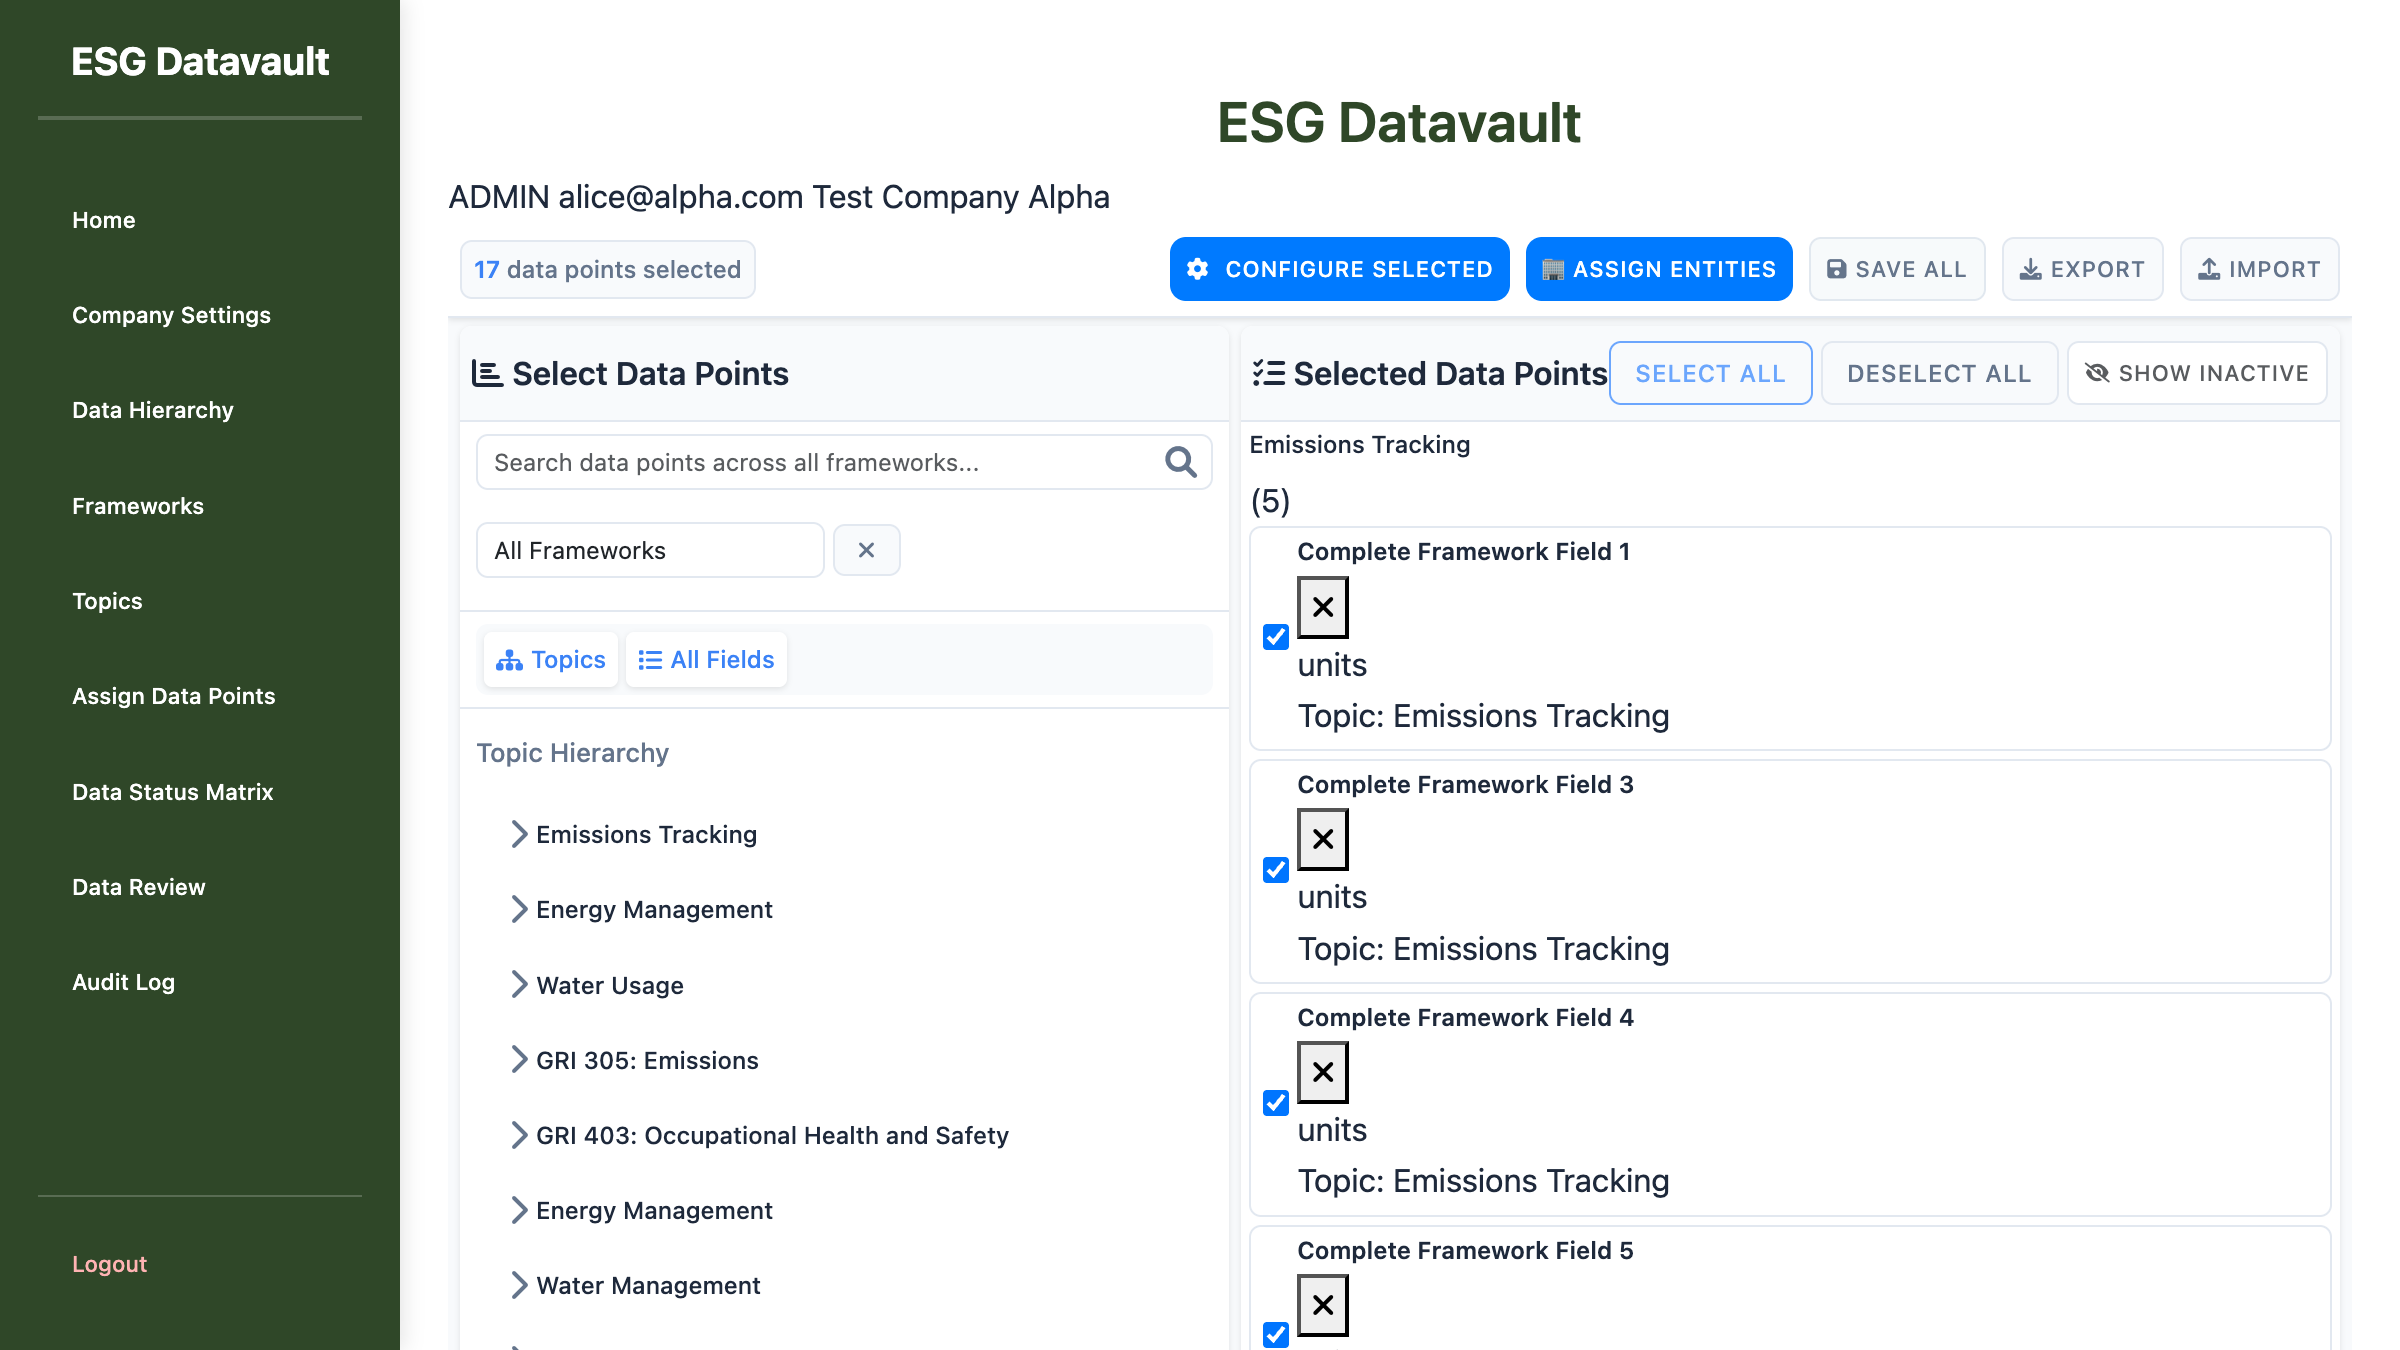 ESG Datavault
Home
Company Settings
Data Hierarchy
Frameworks
Topics
Assign Data Points
Data Status Matrix
Data Review
Audit Log
Logout
ESG Datavault
ADMIN alice@alpha.com Test Company Alpha
17 data points selected
CONFIGURE SELECTED
ASSIGN ENTITIES
SAVE ALL
EXPORT
IMPORT
Select Data Points
Search data points across all frameworks...
All Frameworks
Topics
All Fields
Topic Hierarchy
Emissions Tracking
Energy Management
Water Usage
GRI 305: Emissions
GRI 403: Occupational Health and Safety
Energy Management
Water Management
Selected Data Points
SELECT ALL
DESELECT ALL
SHOW INACTIVE
Emissions Tracking
(5)
Complete Framework Field 1
units
Topic: Emissions Tracking
Complete Framework Field 3
units
Topic: Emissions Tracking
Complete Framework Field 4
units
Topic: Emissions Tracking
Complete Framework Field 5